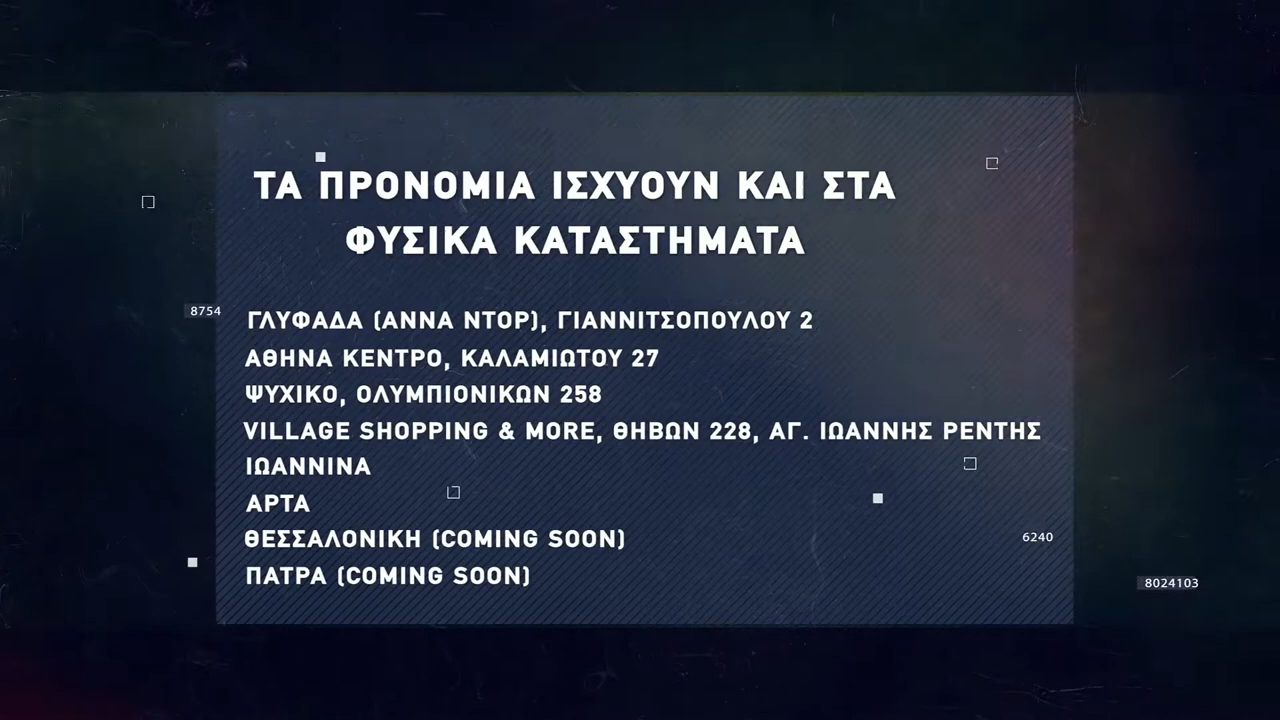 ΤΑ ΠΡΟΝΟΜΙΑ ΙΣΧΥΟΥΝ ΚΑΙ ΣΤΑ
ΦΥΣΙΚΑ ΚΑΤΑΣΤΗΜΑΤΑ
8754
ΓΛΥΦΑΔΑ (ΑΝΝΑ ΝΤΟΡ), ΓΙΑΝΝΙΤΣΟΠΟΥΛΟΥ 2
ΑΘΗΝΑ ΚΕΝΤΡΟ, ΚΑΛΑΜΙΩΤΟΥ 27
ΨΥΧΙΚΟ, ΟΛΥΜΠΙΟΝΙΚΩΝ 258
VILLAGE SHOPPING & MORE, ΘΗΒΩΝ 228, ΑΓ. ΙΩΑΝΝΗΣ ΡΕΝΤΗΣ
ΙΩΑΝΝΙΝΑ
ΑΡΤΑ
ΘΕΣΣΑΛΟΝΙΚΗ (COMING SOON)
6240
ΠΑΤΡΑ (COMING SOON)
8024103